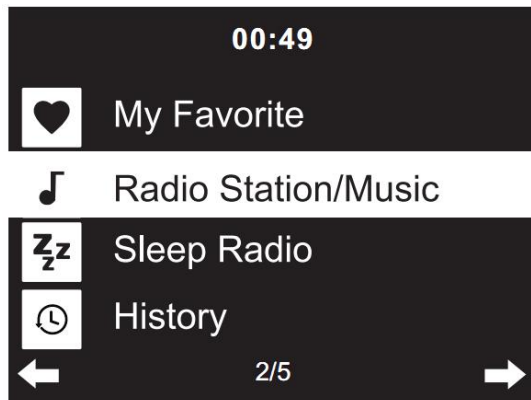 00:49
My Favorite
Radio Station/Music
Sleep Radio
History
2/5